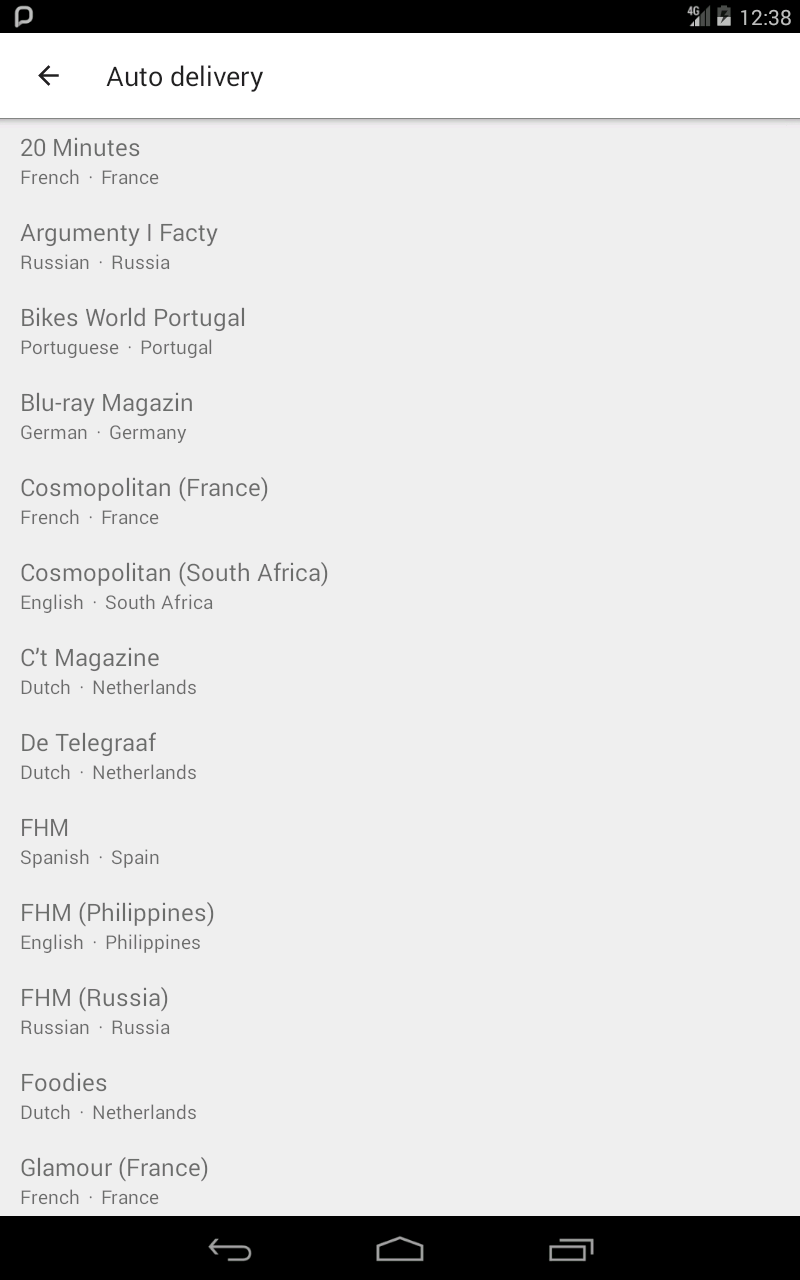 4G 12:38
Auto delivery
20 Minutes
French · France
Argumenty I Facty
Russian · Russia
Bikes World Portugal
Portuguese · Portugal
Blu-ray Magazin
German · Germany
Cosmopolitan (France)
French · France
Cosmopolitan (South Africa)
English · South Africa
C’t Magazine
Dutch · Netherlands
De Telegraaf
Dutch · Netherlands
FHM
Spanish · Spain
FHM (Philippines)
English · Philippines
FHM (Russia)
Russian · Russia
Foodies
Dutch · Netherlands
Glamour (France)
French · France